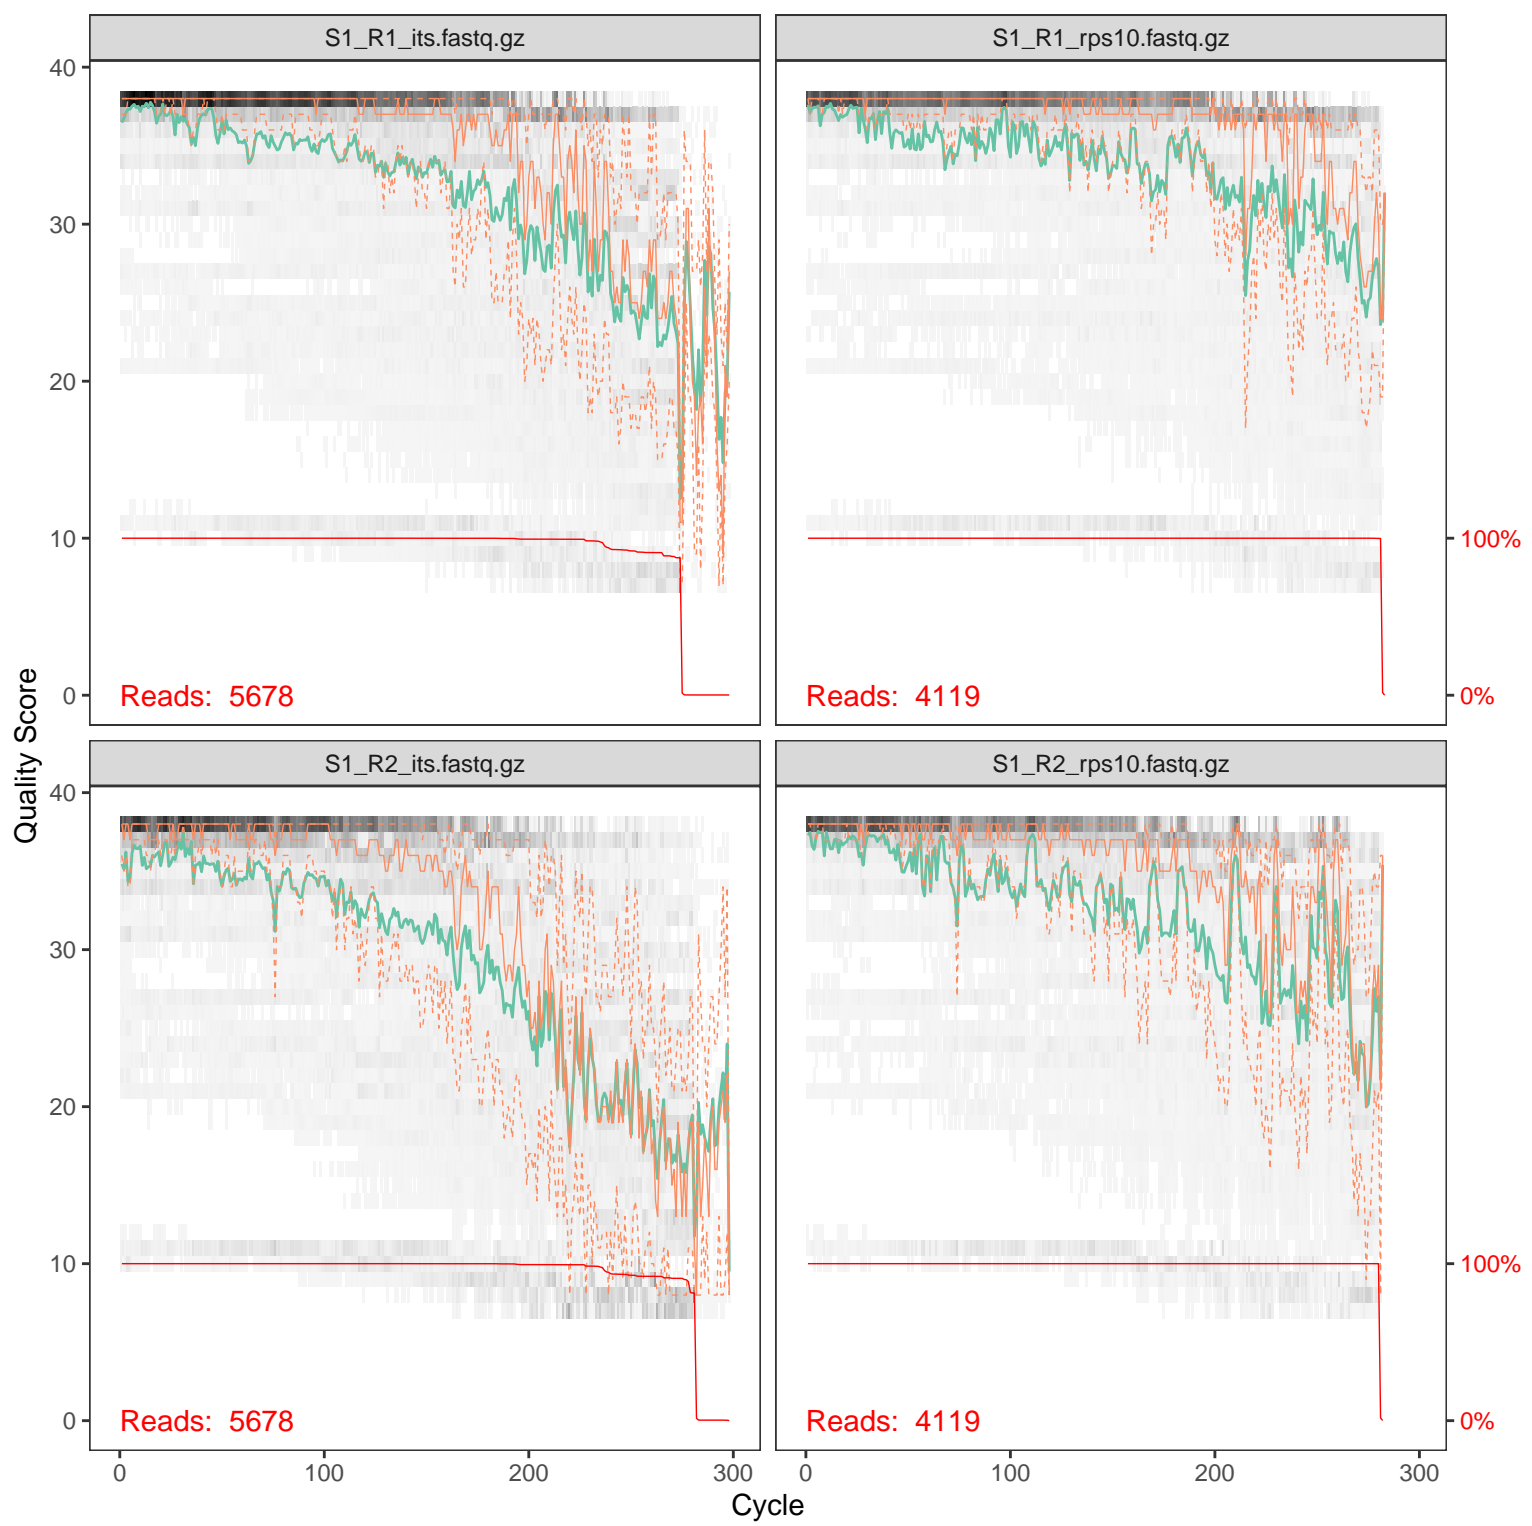 S1_R1_its.fastq.gz
S1_R1_rps10.fastq.gz
40
30
20
10
0
100%
0%
Reads: 5678
Reads: 4119
Quality Score
S1_R2_its.fastq.gz
S1_R2_rps10.fastq.gz
40
30
20
10
0
100%
0%
Reads: 5678
Reads: 4119
0
100
200
300
0
100
200
300
Cycle